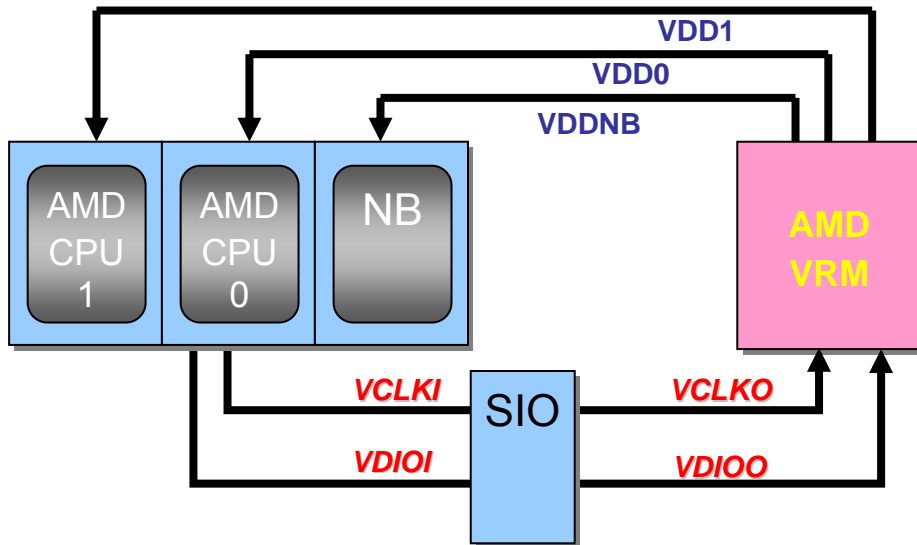 VDD1
VDD0
VDDNB
AMD
CPU
1
AMD
CPU
0
NB
AMD
VRM
VCLKI
SIO
VCLKO
VDIOI
VDIOO